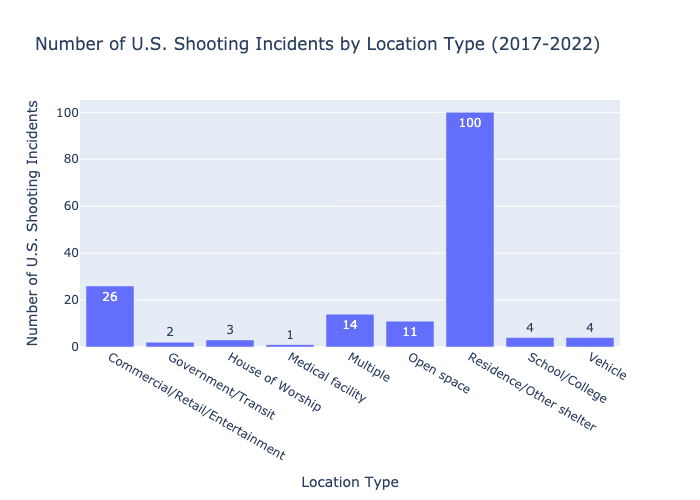 Number of U.S. Shooting Incidents by Location Type (2017-2022)
Number of U.S. Shooting Incidents
100
80
60
40
20
0
26
2
3
1
14
11
100
4
4
Commercial/Retail/Entertainment
Government/Transit
House of Worship
Medical facility
Multiple
Open space
Residence/Other shelter
School/College
Vehicle
Location Type